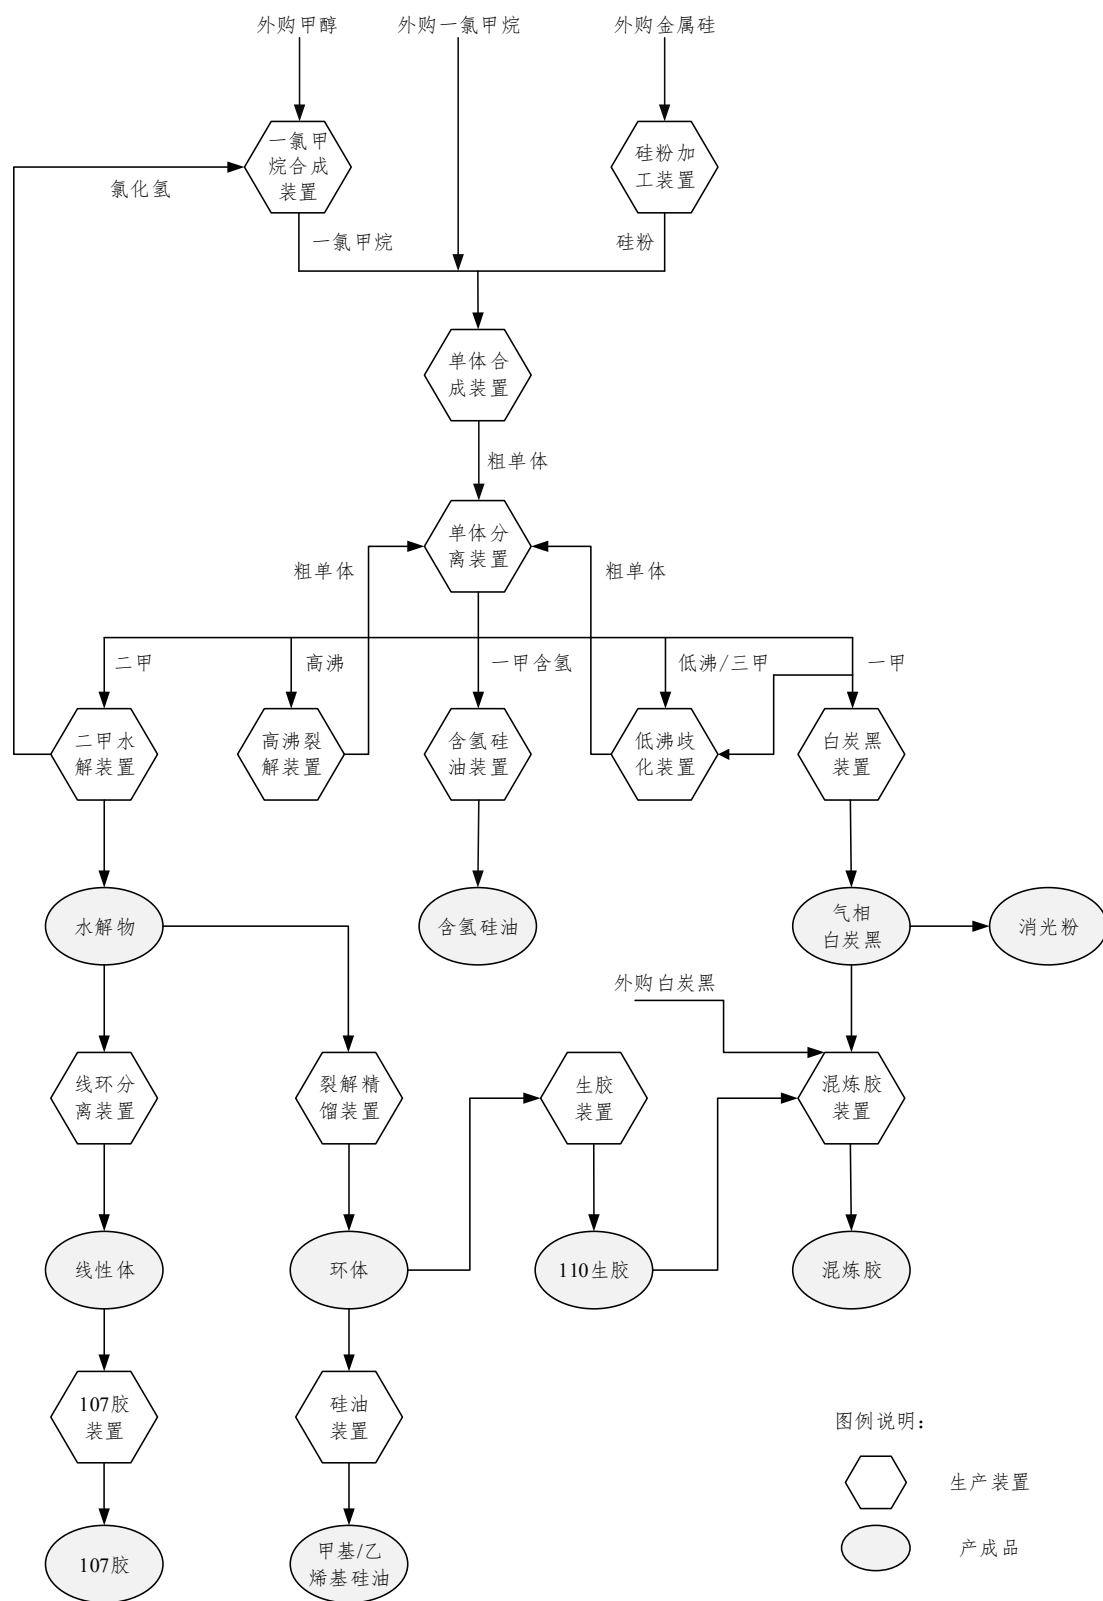 外购甲醇
外购一氯甲烷
外购金属硅
一氯甲
烷合成
装置
硅粉加
工装置
氯化氢
一氯甲烷
硅粉
单体合
成装置
粗单体
单体分
离装置
粗单体
粗单体
二甲
高沸
一甲含氢
低沸/三甲
一甲
二甲水
解装置
高沸裂
解装置
含氢硅
油装置
低沸歧
化装置
白炭黑
装置
水解物
含氢硅油
气相
白炭黑
消光粉
外购白炭黑
线环分
离装置
裂解精
馏装置
生胶
装置
混炼胶
装置
线性体
环体
110生胶
混炼胶
107胶
装置
硅油
装置
图例说明：
生产装置
107胶
甲基/乙
烯基硅油
产成品